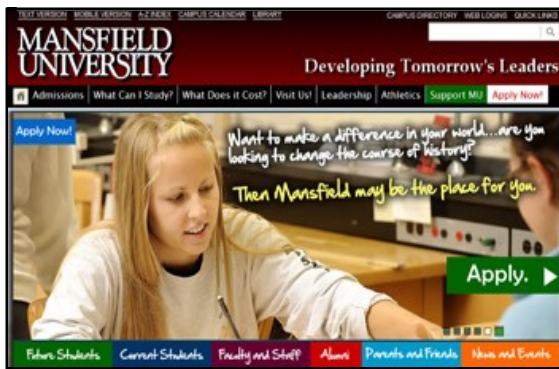 TEXT VERSION MOBILE VERSION A-Z INDEX CAMPUS CALENDAR LIBRARY CAMPUS DIRECTORY WEB LOGINS QUICK LINKS
MANSFIELD
UNIVERSITY
Developing Tomorrow's Leaders
Admissions What Can I Study? What Does it Cost? Visit Us! Leadership Athletics Support MU Apply Now!
Apply Now!
Want to make a difference in your world...are you
looking to change the course of history?
Then Mansfield may be the place for you.
Apply.
Future Students Current Students Faculty and Staff Alumni Parents and Friends News and Events